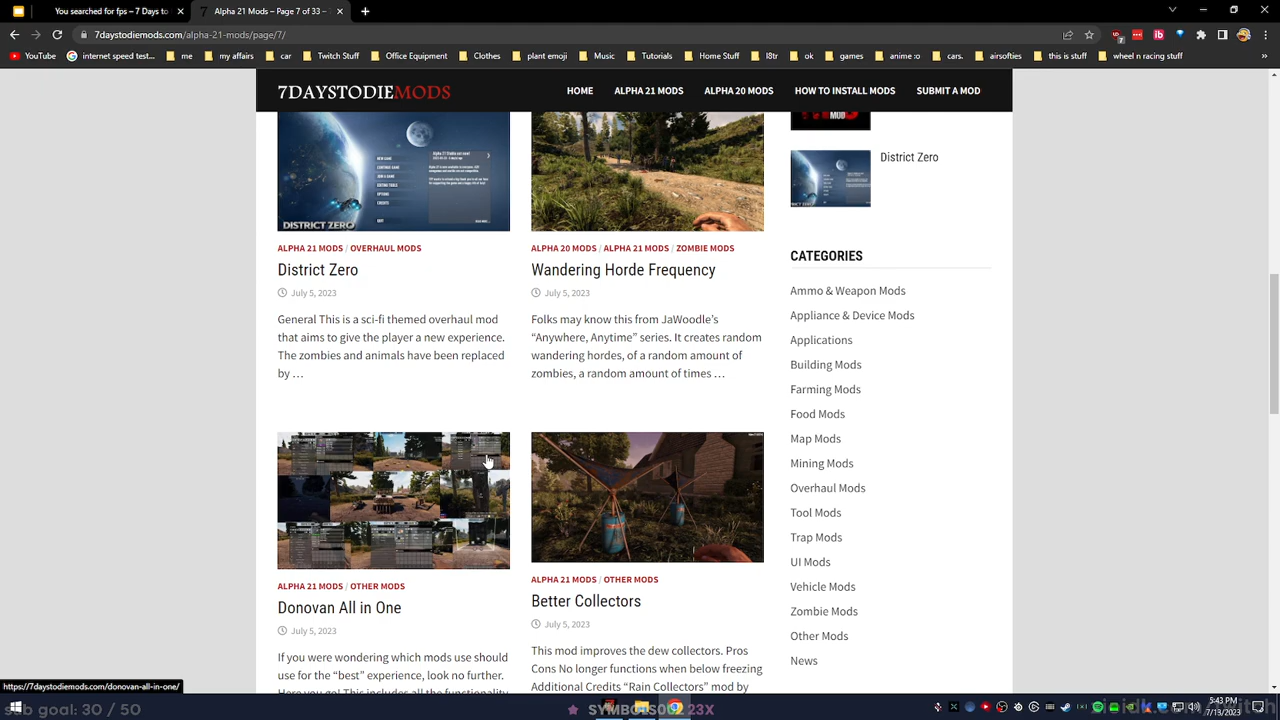 You searched for fps – 7 Days to
Alpha 21 Mods – Page 7 of 33 –
7daystodiemods.com/alpha-21-mods/page/7/
YouTube
internet speed test...
me
my affairs
car
Twitch Stuff
Office Equipment
Clothes
plant emoji
Music
Tutorials
Home Stuff
l8tr
due dates
games
anime :o
cars.
airsofties
this is stuff
wheel n racing stuff
7DAYSTODIEMODS
HOME
ALPHA 21 MODS
ALPHA 20 MODS
HOW TO INSTALL MODS
SUBMIT A MOD
MOD
DISTRICT ZERO
ALPHA 21 MODS / OVERHAUL MODS
District Zero
July 5, 2023
General This is a sci-fi themed overhaul mod
that aims to give the player a new experience.
The zombies and animals have been replaced
by …
ALPHA 20 MODS / ALPHA 21 MODS / ZOMBIE MODS
Wandering Horde Frequency
July 5, 2023
Folks may know this from JaWoodle's
"Anywhere, Anytime" series. It creates random
wandering hordes, of a random amount of
zombies, a random amount of times …
ALPHA 21 MODS / OTHER MODS
Donovan All in One
July 5, 2023
If you were wondering which mods use should
use for the "best" experience, look no further.
Here you go! This includes all the functionality
ALPHA 21 MODS / OTHER MODS
Better Collectors
July 5, 2023
This mod improves the dew collectors. Pros
Cons No longer functions when below freezing
Additional Credits "Rain Collectors" mod by
District Zero
CATEGORIES
Ammo & Weapon Mods
Appliance & Device Mods
Applications
Building Mods
Farming Mods
Food Mods
Map Mods
Mining Mods
Overhaul Mods
Tool Mods
Trap Mods
UI Mods
Vehicle Mods
Zombie Mods
Other Mods
News
https://7daystodiemods.com/donovan-all-in-one/
sub goal: 30 / 50
5:43 PM
7/13/2023